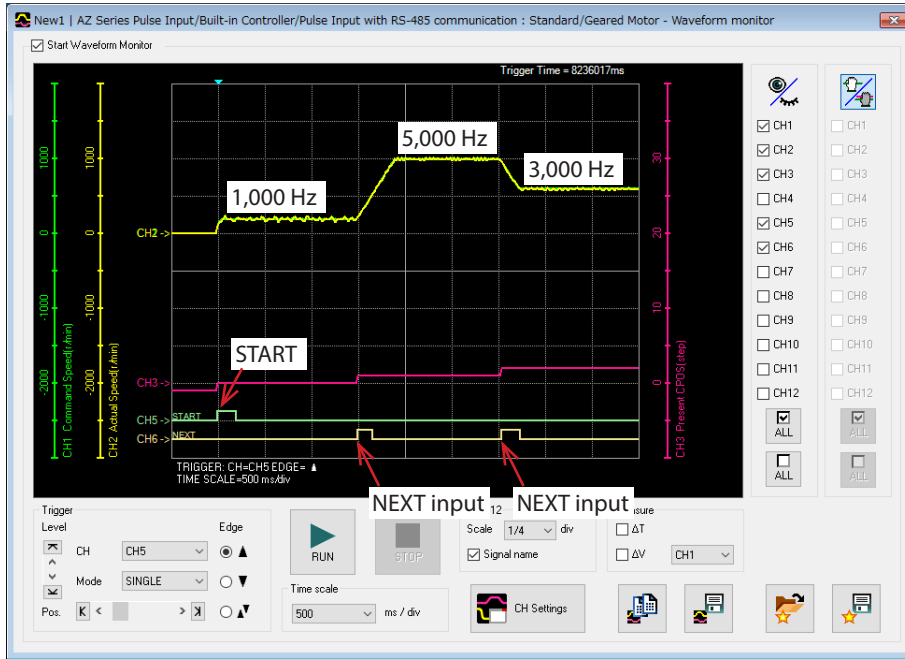 New1 | AZ Series Pulse Input/Built-in Controller/Pulse Input with RS-485 communication : Standard/Geared Motor - Waveform monitor
Start Waveform Monitor
Trigger Time = 8236017ms
5,000 Hz
3,000 Hz
1,000 Hz
CH2 ->
START
CH3 ->
CH5 -> START
CH6 -> NEXT
1000
0
-1000
-2000
CH1 Command Speed(r/min)
1000
0
-1000
-2000
CH2 Actual Speed(r/min)
30
20
10
0
CH3 Present CPOS(step)
TRIGGER: CH=CH5 EDGE=
TIME SCALE=500 ms/div
NEXT input
NEXT input
CH1
CH2
CH3
CH4
CH5
CH6
CH7
CH8
CH9
CH10
CH11
CH12
ALL
ALL
CH1
CH2
CH3
CH4
CH5
CH6
CH7
CH8
CH9
CH10
CH11
CH12
ALL
ALL
Trigger
Level
Edge
CH CH5
Mode SINGLE
Pos.
RUN
STOP
Time scale
500 ms / div
12
Scale 1/4 div
Signal name
CH Settings
ΔT
ΔV CH1